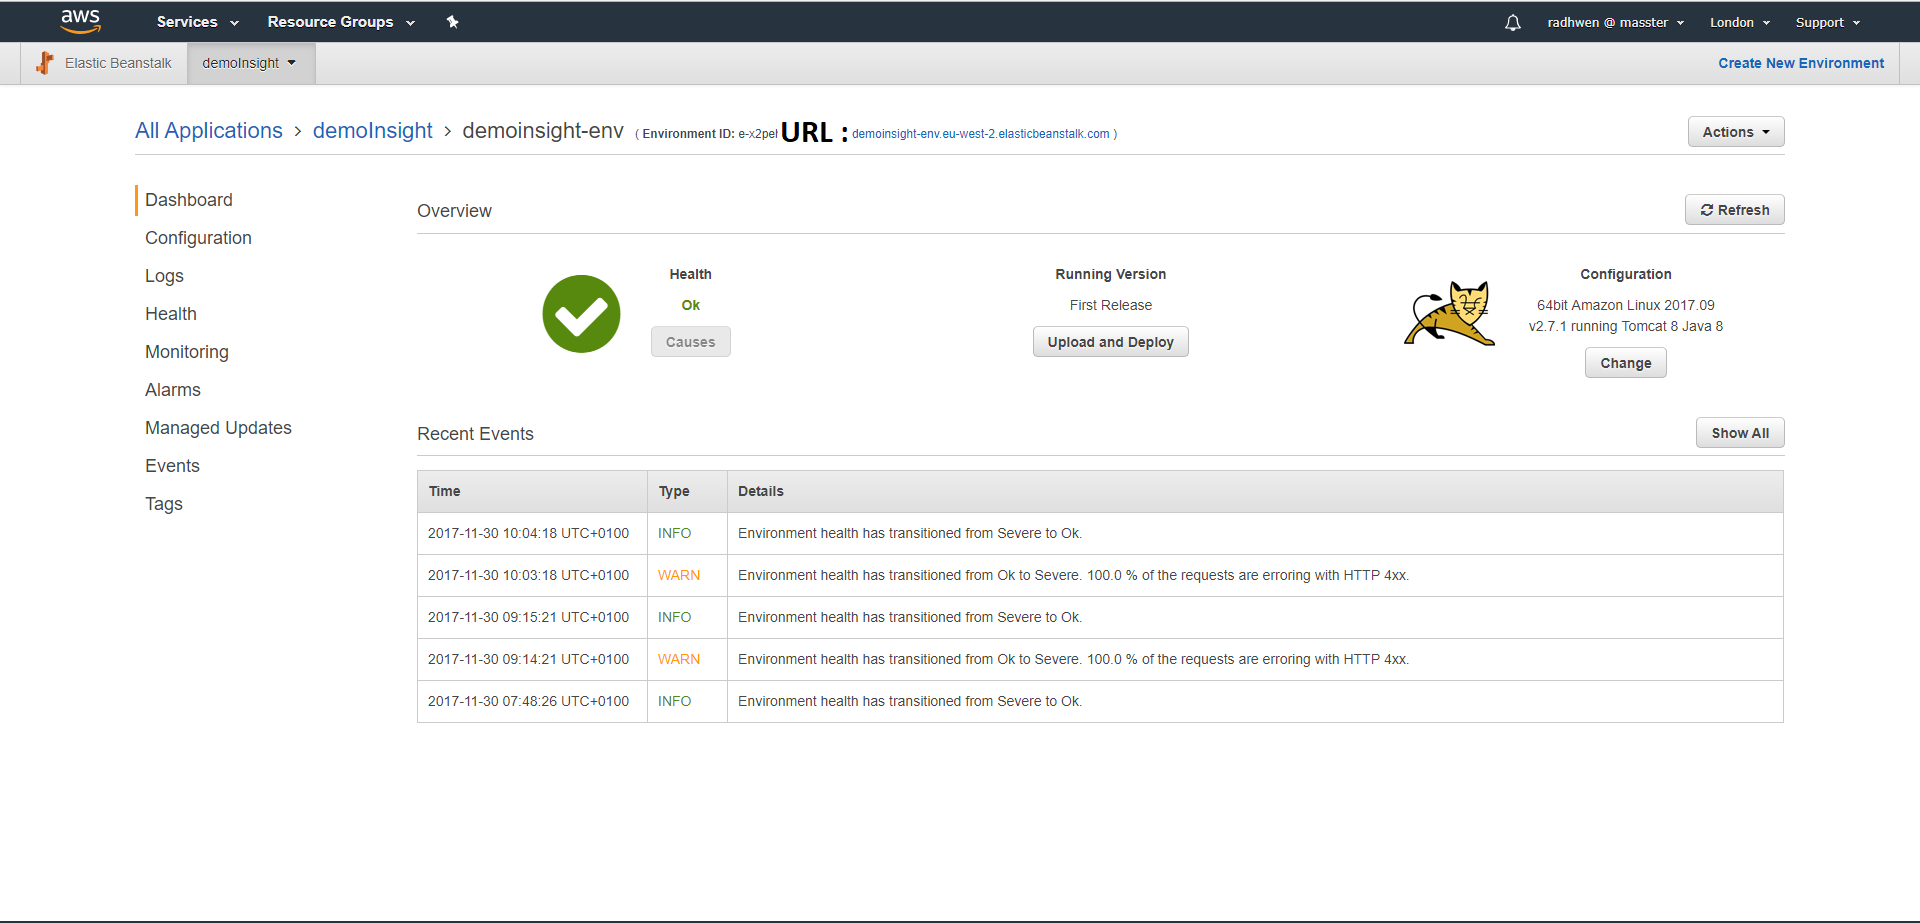 aws Services Resource Groups radhwen @ masster London Support
Elastic Beanstalk demoInsight Create New Environment
All Applications > demoInsight > demoinsight-env ( Environment ID: e-x2pel URL : demoinsight-env.eu-west-2.elasticbeanstalk.com ) Actions
Dashboard
Configuration
Logs
Health
Monitoring
Alarms
Managed Updates
Events
Tags
Overview Refresh
Health
Ok
Causes
Running Version
First Release
Upload and Deploy
Configuration
64bit Amazon Linux 2017.09
v2.7.1 running Tomcat 8 Java 8
Change
Recent Events Show All
Time Type Details
2017-11-30 10:04:18 UTC+0100 INFO Environment health has transitioned from Severe to Ok.
2017-11-30 10:03:18 UTC+0100 WARN Environment health has transitioned from Ok to Severe. 100.0 % of the requests are erroring with HTTP 4xx.
2017-11-30 09:15:21 UTC+0100 INFO Environment health has transitioned from Severe to Ok.
2017-11-30 09:14:21 UTC+0100 WARN Environment health has transitioned from Ok to Severe. 100.0 % of the requests are erroring with HTTP 4xx.
2017-11-30 07:48:26 UTC+0100 INFO Environment health has transitioned from Severe to Ok.